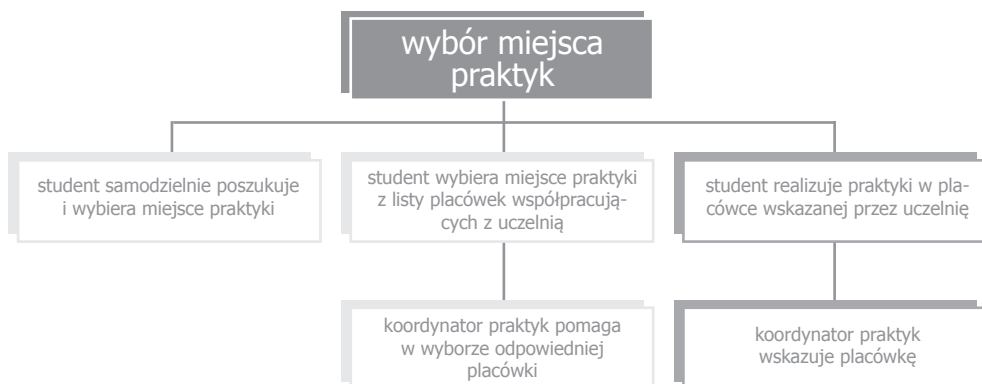 wybór miejsca
praktyk
student samodzielnie poszukuje
i wybiera miejsce praktyki
student wybiera miejsce praktyki
z listy placówek współpracują-
cych z uczelnią
student realizuje praktyki w pla-
cówce wskazanej przez uczelnię
koordynator praktyk pomaga
w wyborze odpowiedniej
placówki
koordynator praktyk
wskazuje placówkę